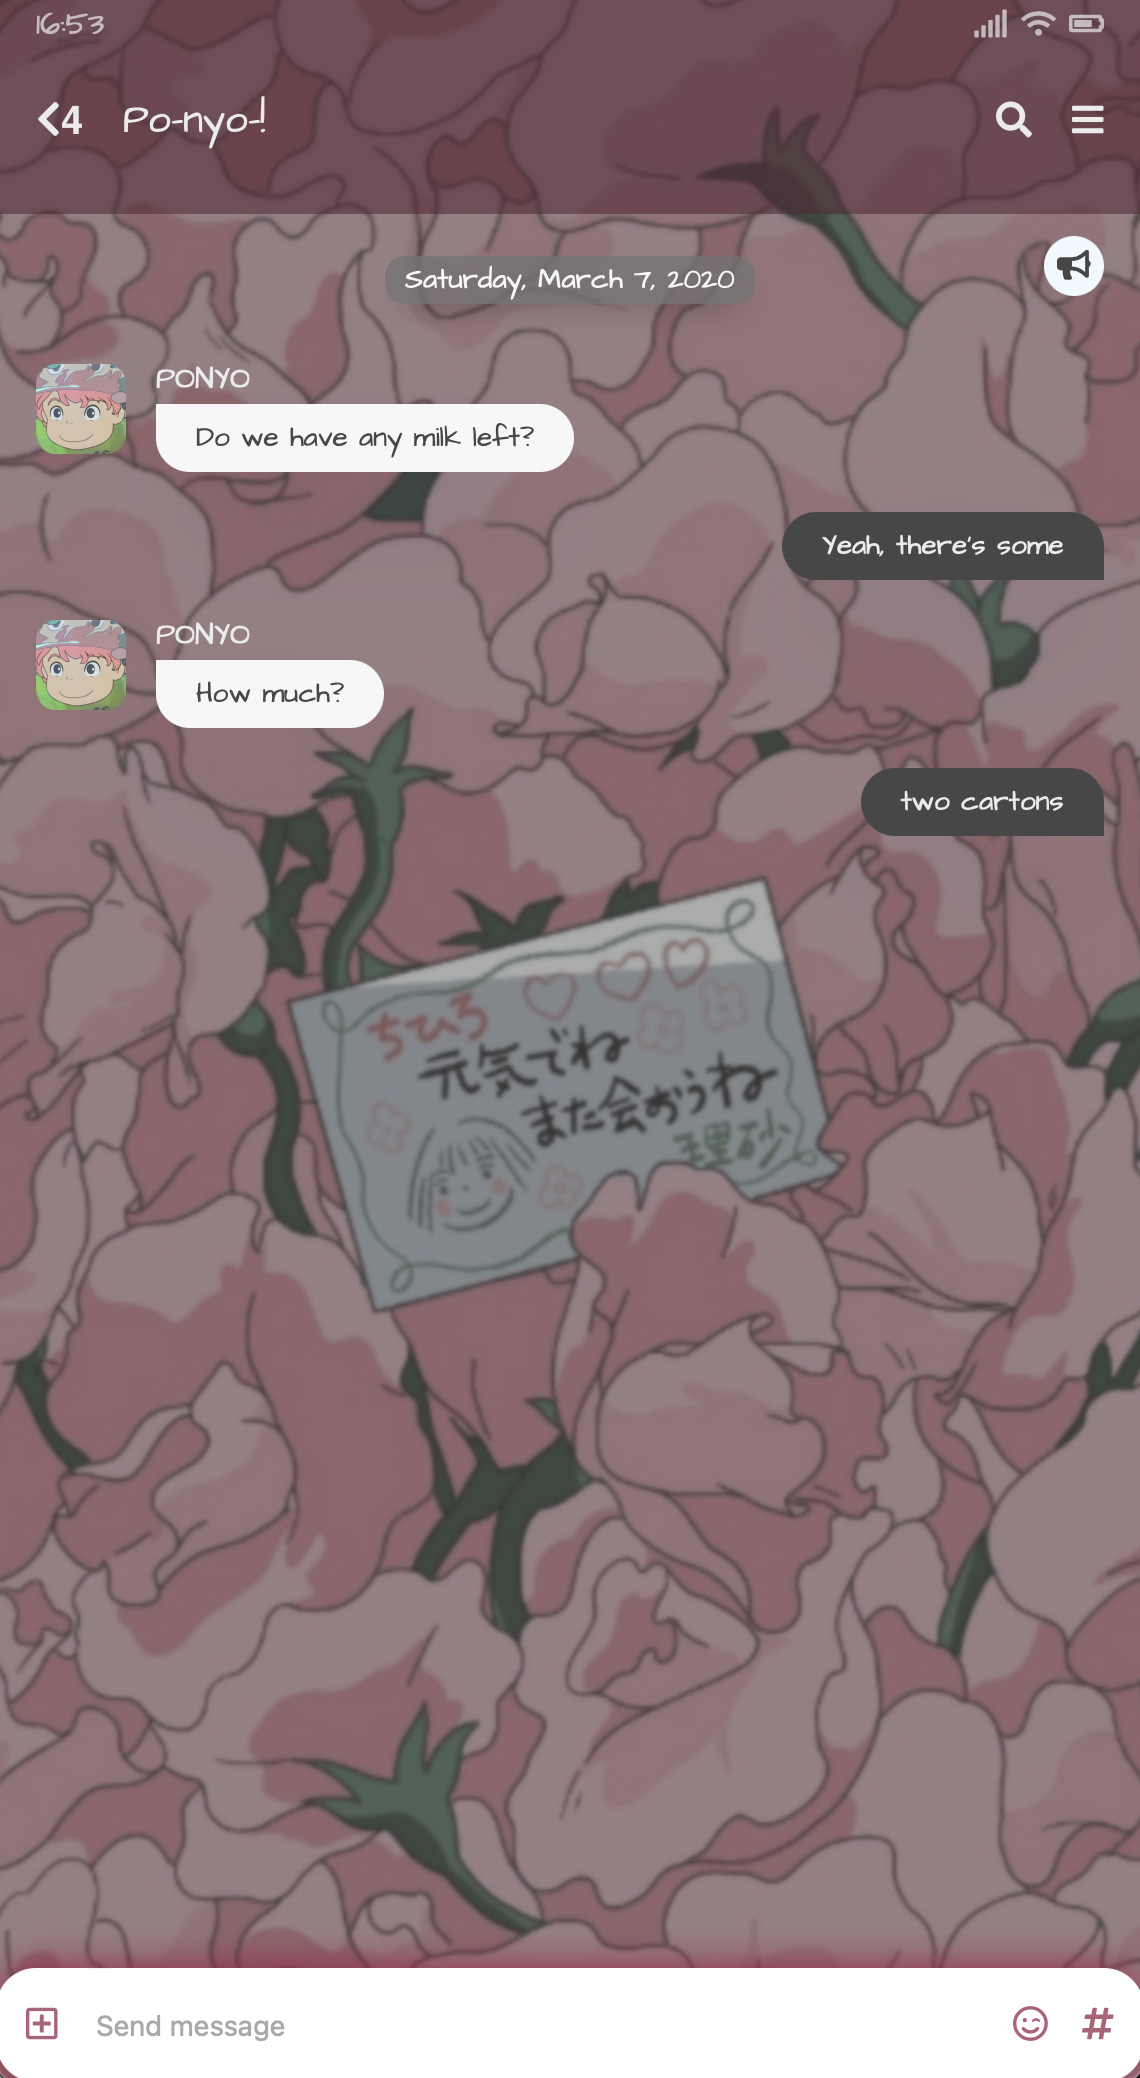 16:53
4 Po-nyo-!
Saturday, March 7, 2020
PONYO
Do we have any milk left?
Yeah, there's some
PONYO
How much?
two cartons
ちひろ
元気でね
また会おうね
理砂
Send message